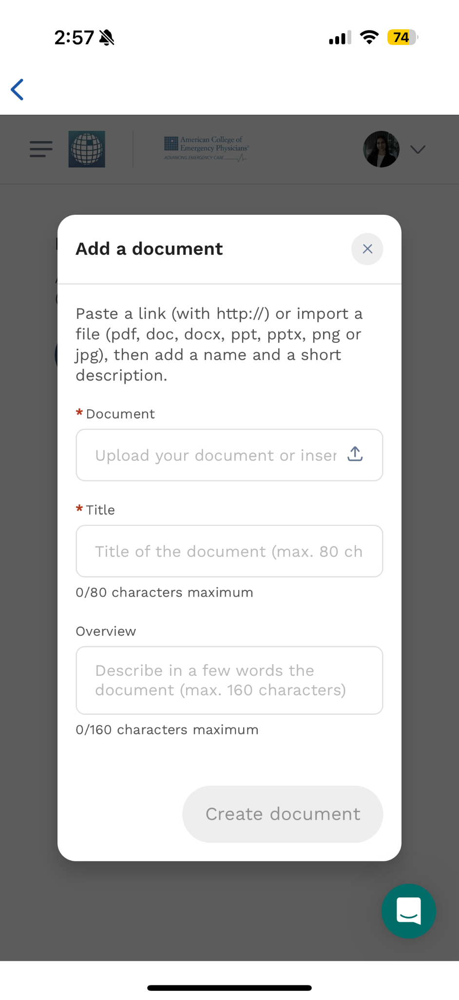 2:57
74
American College of
Emergency Physicians®
ADVANCING EMERGENCY CARE
Add a document
Paste a link (with http://) or import a
file (pdf, doc, docx, ppt, pptx, png or
jpg), then add a name and a short
description.
* Document
Upload your document or inser
* Title
Title of the document (max. 80 ch
0/80 characters maximum
Overview
Describe in a few words the
document (max. 160 characters)
0/160 characters maximum
Create document